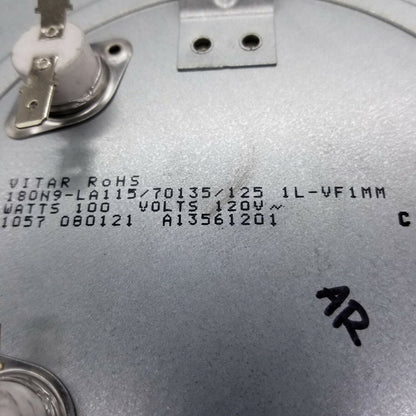 VITAR RoHS
180N9-LA115/70135/125 1L-VF1MM
WATTS 100 VOLTS 120V~
1057 080121 A13561201
C
AR